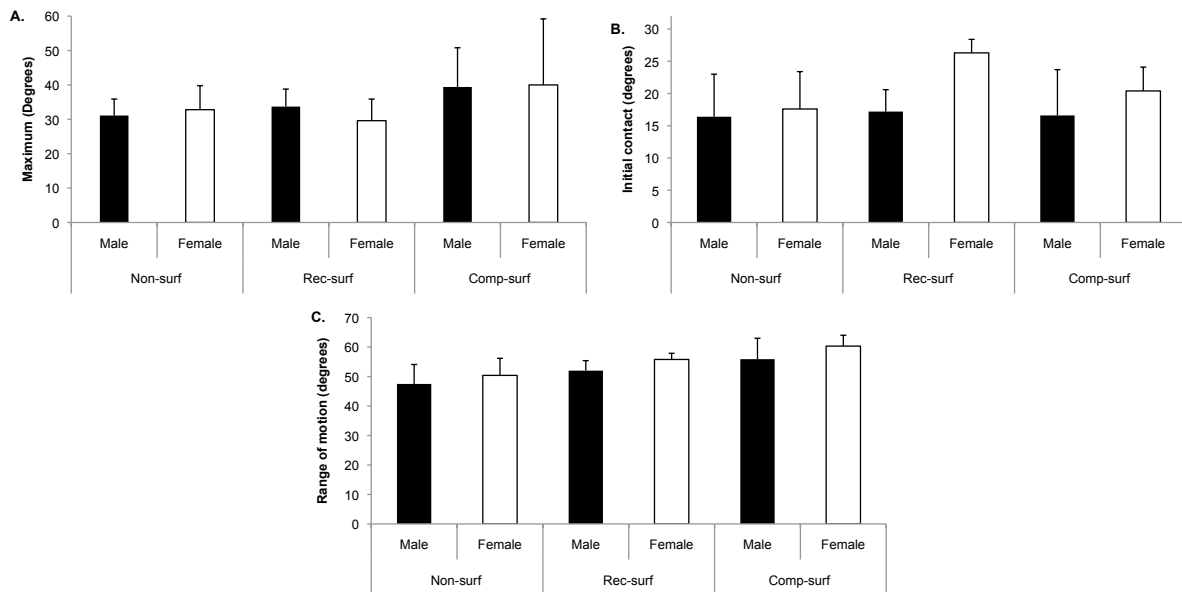 A.
Maximum (Degrees)
60
50
40
30
20
10
0
Male Female Male Female Male Female
Non-surf Rec-surf Comp-surf
B.
Initial contact (degrees)
30
25
20
15
10
5
0
Male Female Male Female Male Female
Non-surf Rec-surf Comp-surf
C.
Range of motion (degrees)
70
60
50
40
30
20
10
0
Male Female Male Female Male Female
Non-surf Rec-surf Comp-surf